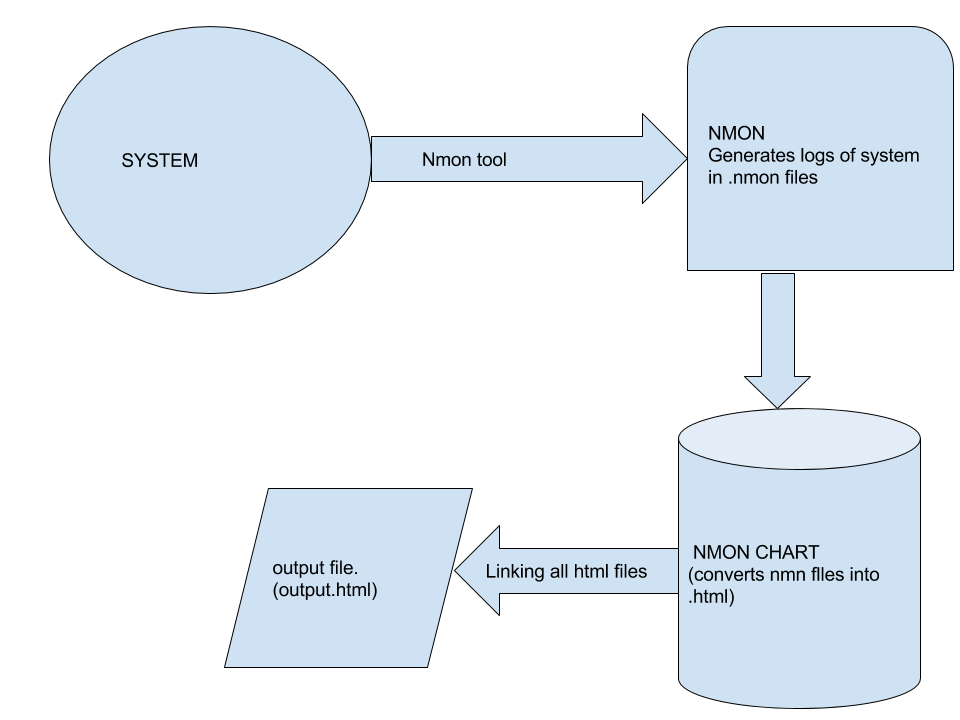 SYSTEM
Nmon tool
NMON
Generates logs of system
in .nmon files
NMON CHART
(converts nmn fIles into
.html)
Linking all html files
output file.
(output.html)